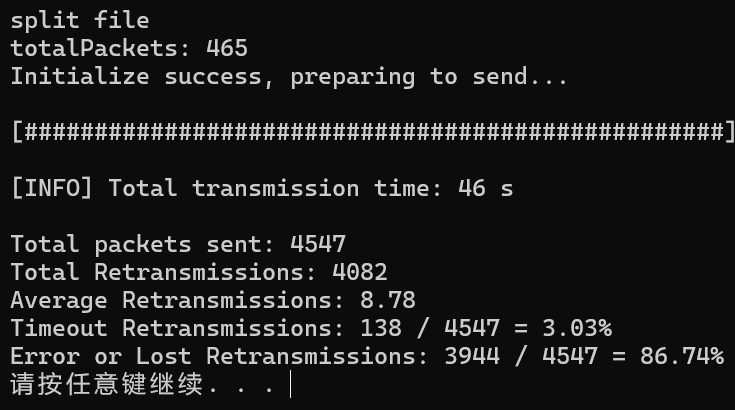 split file
totalPackets: 465
Initialize success, preparing to send...
[##################################################]
[INFO] Total transmission time: 46 s
Total packets sent: 4547
Total Retransmissions: 4082
Average Retransmissions: 8.78
Timeout Retransmissions: 138 / 4547 = 3.03%
Error or Lost Retransmissions: 3944 / 4547 = 86.74%
请按任意键继续. . .